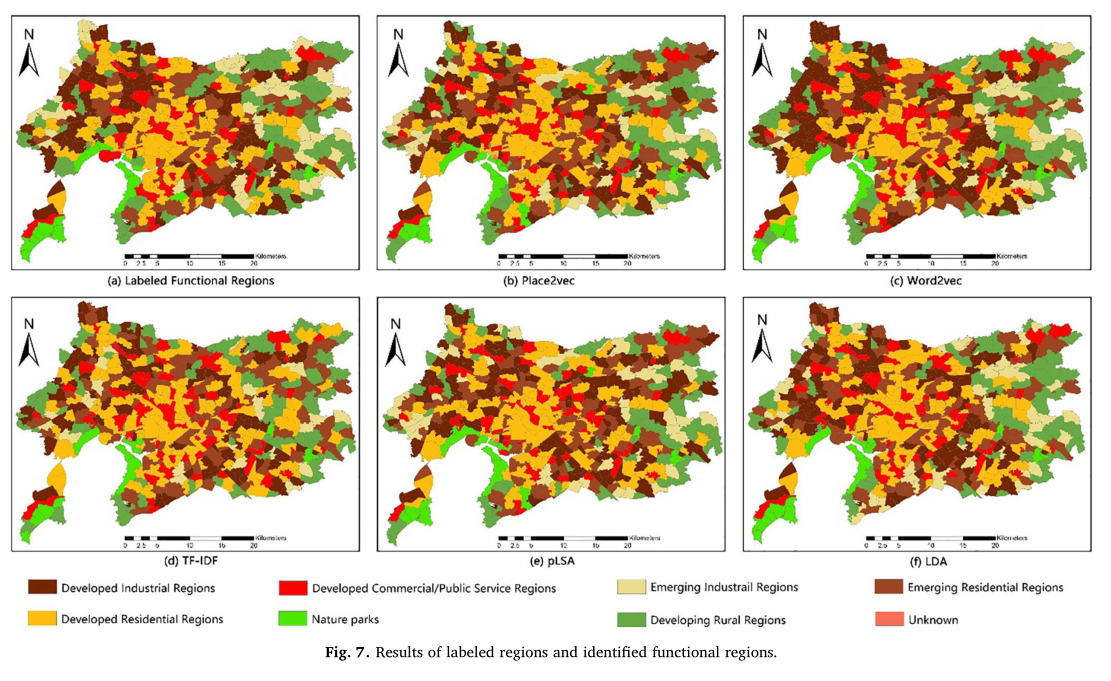 N
N
N
0 2.5 5 10 15 20 Kilometers
0 2.5 5 10 15 20 Kilometers
0 2.5 5 10 15 20 Kilometers
(a) Labeled Functional Regions
(b) Place2vec
(c) Word2vec
N
N
N
0 2.5 5 10 15 20 Kilometers
0 2.5 5 10 15 20 Kilometers
0 2.5 5 10 15 20 Kilometers
(d) TF-IDF
(e) pLSA
(f) LDA
Developed Industrial Regions
Developed Commercial/Public Service Regions
Emerging Industrail Regions
Emerging Residential Regions
Developed Residential Regions
Nature parks
Developing Rural Regions
Unknown
Fig. 7. Results of labeled regions and identified functional regions.